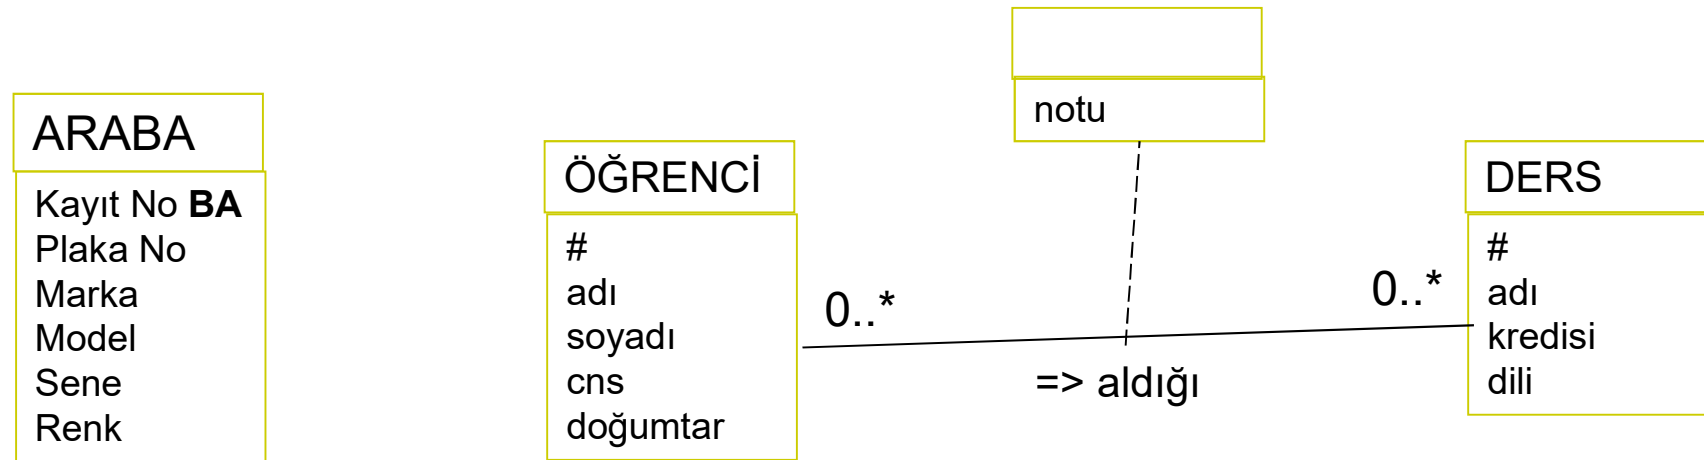 ARABA
Kayıt No BA
Plaka No
Marka
Model
Sene
Renk
ÖĞRENCİ
#
adı
soyadı
cns
doğumtar
0..*
notu
=> aldığı
0..*
DERS
#
adı
kredisi
dili